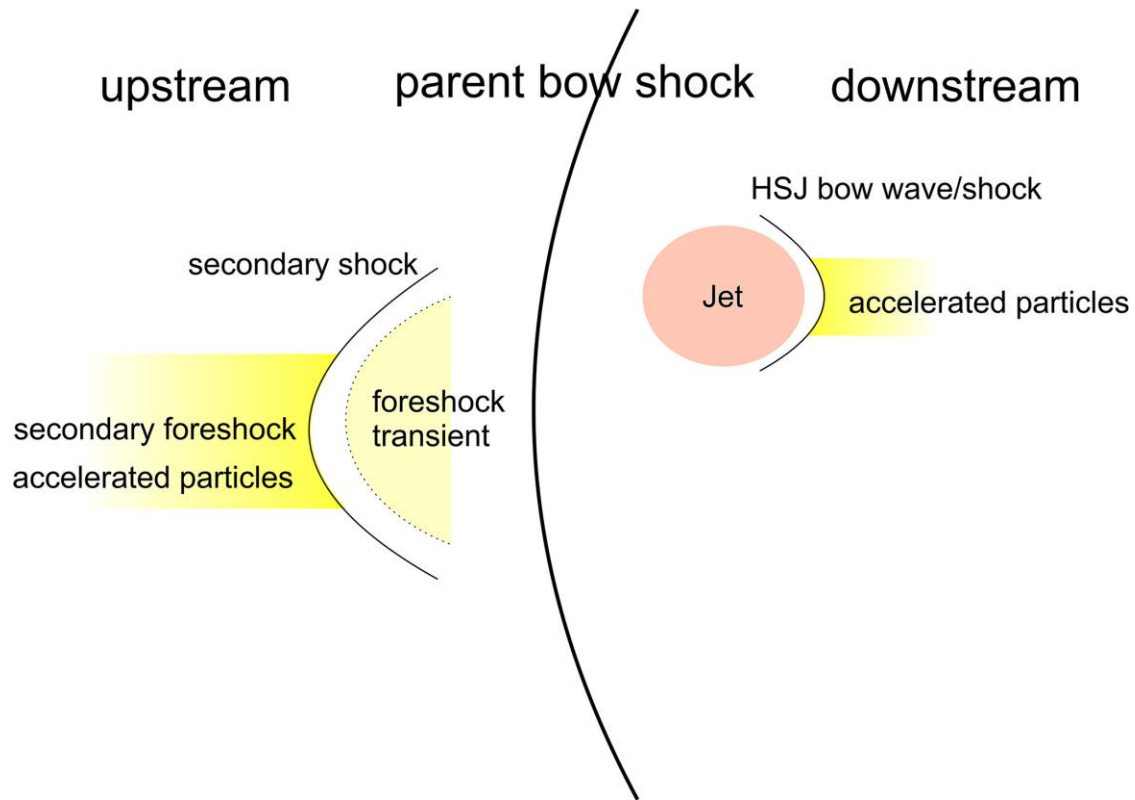 upstream
parent bow shock
downstream
HSJ bow wave/shock
secondary shock
Jet
accelerated particles
foreshock
transient
secondary foreshock
accelerated particles